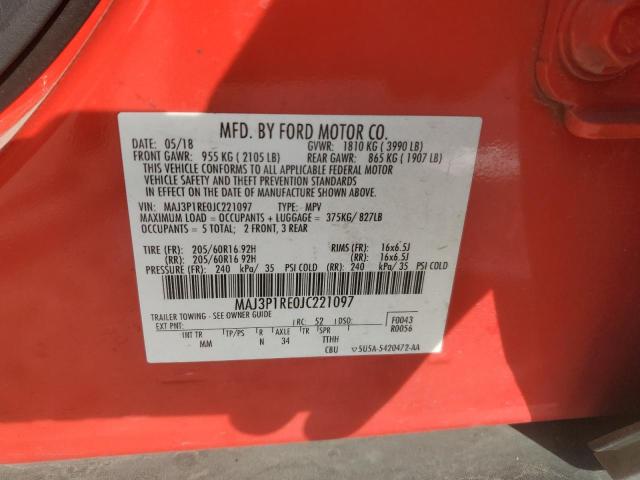 MFD. BY FORD MOTOR CO.
DATE: 05/18 GVWR: 1810 KG ( 3990 LB)
FRONT GAWR: 955 KG ( 2105 LB) REAR GAWR: 865 KG ( 1907 LB)
THIS VEHICLE CONFORMS TO ALL APPLICABLE FEDERAL MOTOR
VEHICLE SAFETY AND THEFT PREVENTION STANDARDS
IN EFFECT ON THE DATE OF MANUFACTURE SHOWN ABOVE.
VIN: MAJ3P1RE0JC221097 TYPE: MPV
MAXIMUM LOAD = OCCUPANTS + LUGGAGE = 375KG/ 827LB
OCCUPANTS = 5 TOTAL; 2 FRONT, 3 REAR
TIRE (FR): 205/60R16 92H RIMS (FR): 16x6.5J
(RR): 205/60R16 92H (RR): 16x6.5J
PRESSURE (FR): 240 kPa/ 35 PSI COLD (RR): 240 kPa/ 35 PSI COLD
MAJ3P1RE0JC221097
TRAILER TOWING - SEE OWNER GUIDE
EXT PNT: RC: 52 DSO: F0043
R0056
INT TR TP/PS R AXLE TR SPR
MM N 34 TTHH
CBU 5U5A-5420472-AA